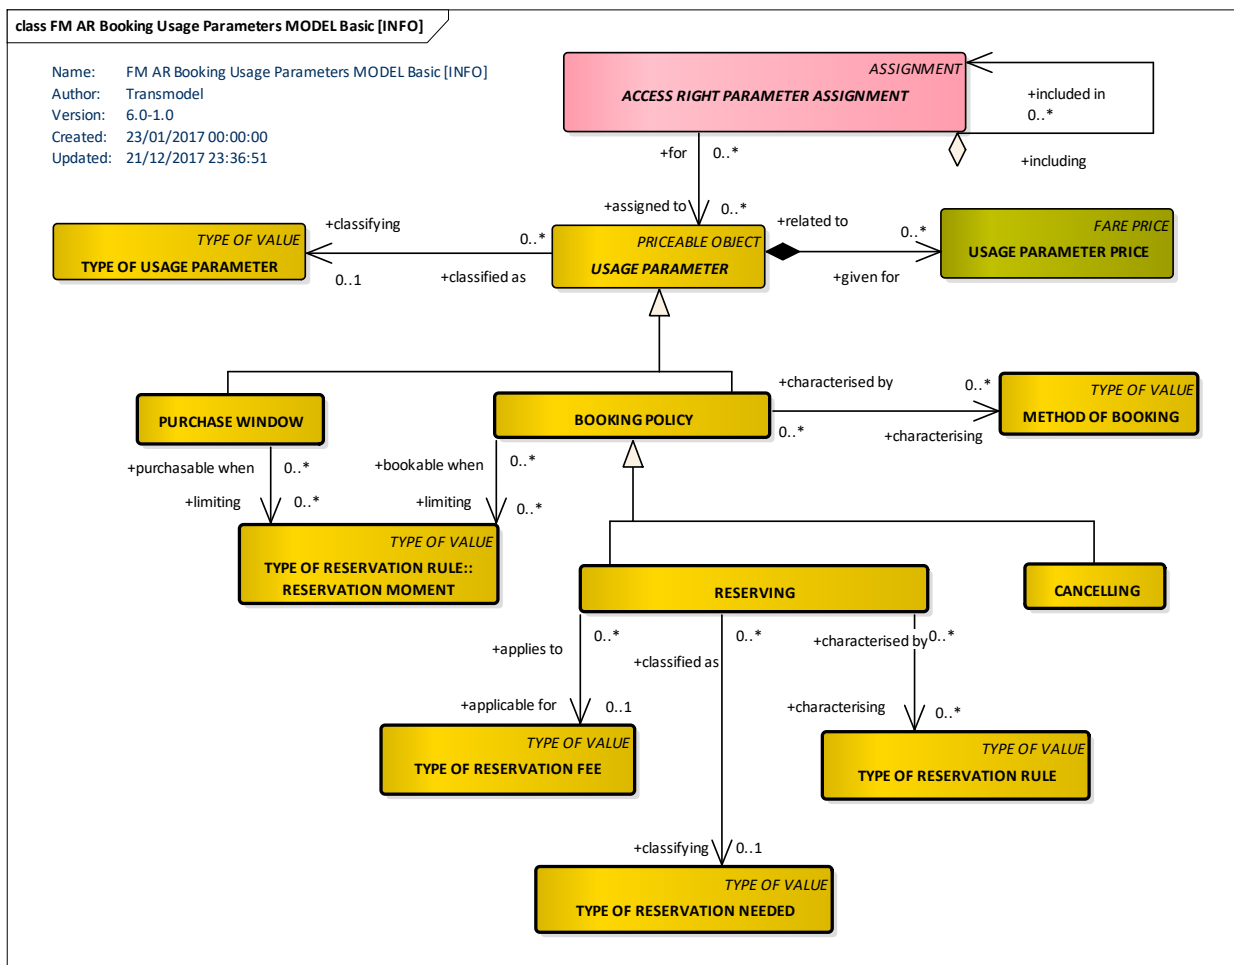 class FM AR Booking Usage Parameters MODEL Basic [INFO]
Name: FM AR Booking Usage Parameters MODEL Basic [INFO]
Author: Transmodel
Version: 6.0-1.0
Created: 23/01/2017 00:00:00
Updated: 21/12/2017 23:36:51
ASSIGNMENT
ACCESS RIGHT PARAMETER ASSIGNMENT
+included in
0..*
+including
+for 0..*
+assigned to 0..*
TYPE OF VALUE
TYPE OF USAGE PARAMETER
+classifying
0..1
0..*
+classified as
PRICEABLE OBJECT
USAGE PARAMETER
+related to
0..*
+given for
FARE PRICE
USAGE PARAMETER PRICE
PURCHASE WINDOW
BOOKING POLICY
+characterised by
0..*
0..*
+characterising
TYPE OF VALUE
METHOD OF BOOKING
+purchasable when 0..*
+limiting 0..*
+bookable when 0..*
+limiting 0..*
TYPE OF VALUE
TYPE OF RESERVATION RULE::
RESERVATION MOMENT
RESERVING
CANCELLING
+applies to 0..*
+applicable for 0..1
+classified as 0..*
+characterised by 0..*
+characterising 0..*
TYPE OF VALUE
TYPE OF RESERVATION FEE
TYPE OF VALUE
TYPE OF RESERVATION RULE
+classifying 0..1
TYPE OF VALUE
TYPE OF RESERVATION NEEDED